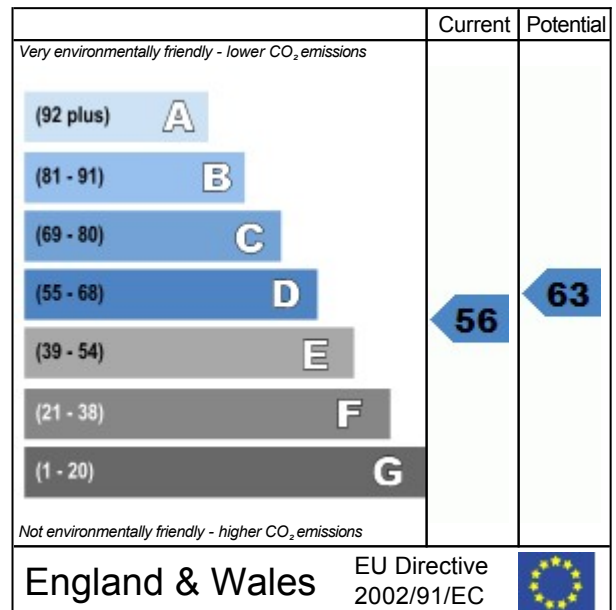 Current Potential
Very environmentally friendly - lower CO₂ emissions
(92 plus) A
(81 - 91) B
(69 - 80) C
(55 - 68) D
63
56
(39 - 54) E
(21 - 38) F
(1 - 20) G
Not environmentally friendly - higher CO₂ emissions
England & Wales
EU Directive
2002/91/EC